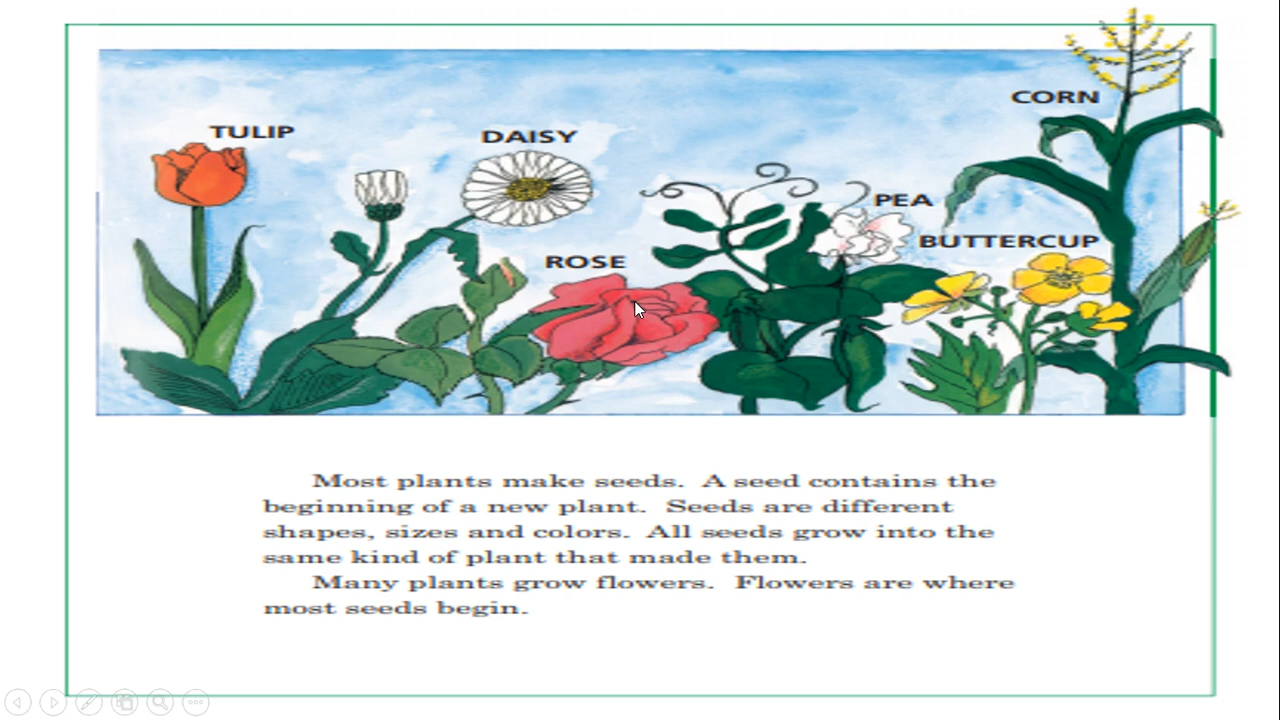 CORN
TULIP
DAISY
PEA
BUTTERCUP
ROSE
Most plants make seeds. A seed contains the
beginning of a new plant. Seeds are different
shapes, sizes and colors. All seeds grow into the
same kind of plant that made them.
Many plants grow flowers. Flowers are where
most seeds begin.